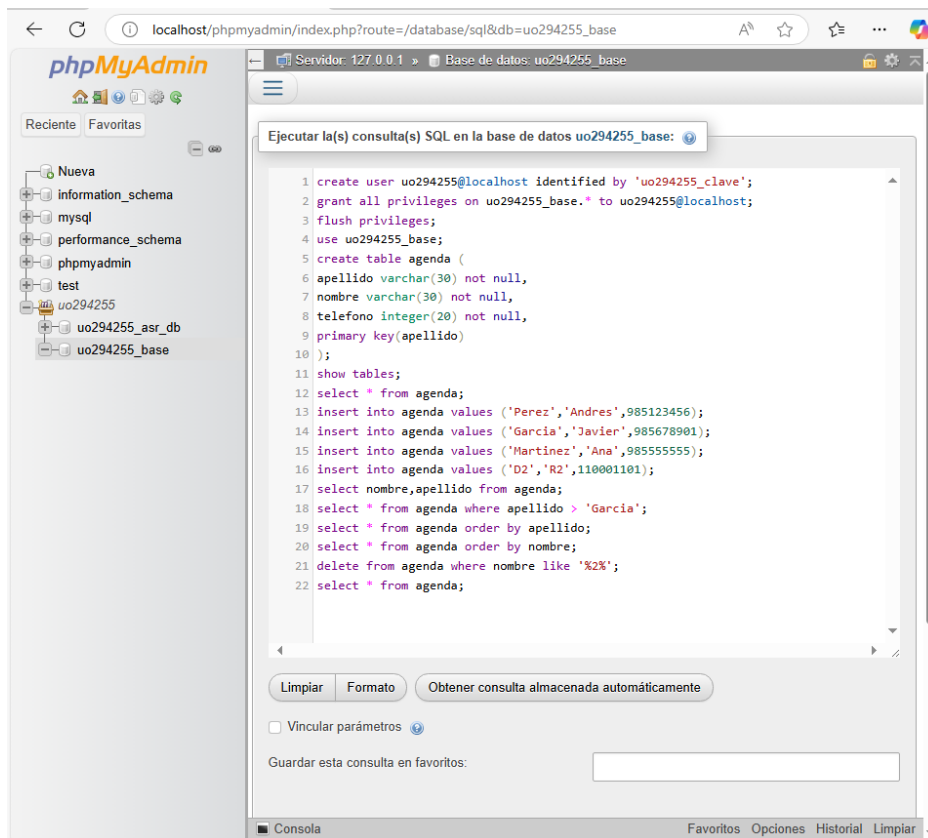 localhost/phpmyadmin/index.php?route=/database/sql&db=uo294255_base
phpMyAdmin
Reciente Favoritas
Nueva
information_schema
mysql
performance_schema
phpmyadmin
test
uo294255
uo294255_asr_db
uo294255_base
Servidor: 127.0.0.1 » Base de datos: uo294255_base
Ejecutar la(s) consulta(s) SQL en la base de datos uo294255_base:
1 create user uo294255@localhost identified by 'uo294255_clave';
2 grant all privileges on uo294255_base.* to uo294255@localhost;
3 flush privileges;
4 use uo294255_base;
5 create table agenda (
6 apellido varchar(30) not null,
7 nombre varchar(30) not null,
8 telefono integer(20) not null,
9 primary key(apellido)
10 );
11 show tables;
12 select * from agenda;
13 insert into agenda values ('Perez','Andres',985123456);
14 insert into agenda values ('Garcia','Javier',985678901);
15 insert into agenda values ('Martinez','Ana',985555555);
16 insert into agenda values ('D2','R2',110001101);
17 select nombre,apellido from agenda;
18 select * from agenda where apellido > 'Garcia';
19 select * from agenda order by apellido;
20 select * from agenda order by nombre;
21 delete from agenda where nombre like '%2%';
22 select * from agenda;
Limpiar Formato Obtener consulta almacenada automáticamente
Vincular parámetros
Guardar esta consulta en favoritos:
Consola Favoritos Opciones Historial Limpiar